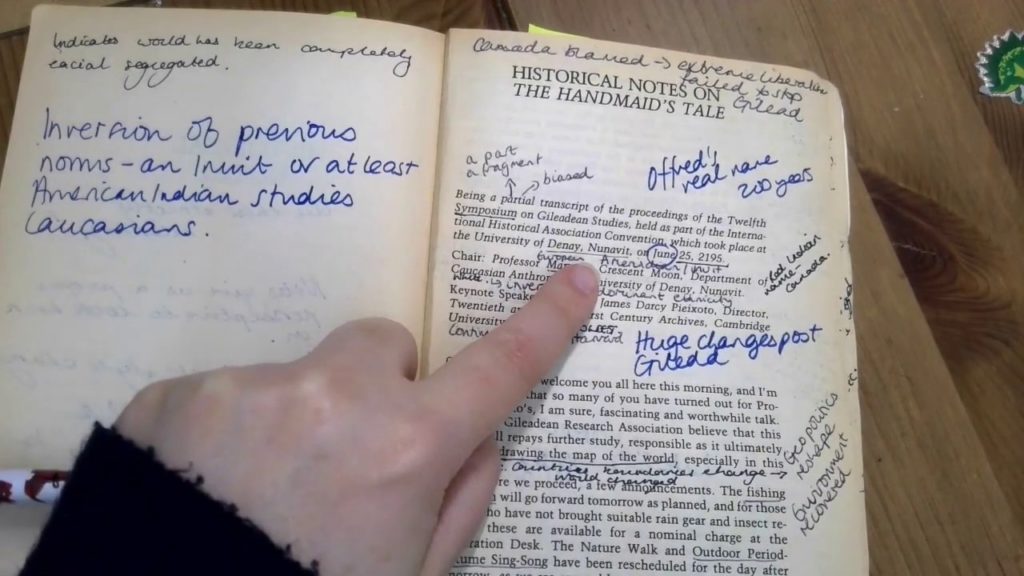 Indicates world has been completely
racial segregated.
Inversion of previous
norms - an Inuit or at least
American Indian studies
Caucasians.
Canada blamed → extreme liberalism
failed to stop
Gilead
HISTORICAL NOTES ON
THE HANDMAID'S TALE
a part
a fragment
biased
Offred's
real name
200 years
Being a partial transcript of the proceedings of the Twelfth
Symposium on Gileadean Studies, held as part of the Interna-
tional Historical Association Convention, which took place at
the University of Denay, Nunavit, on June 25, 2195.
Chair: Professor Crescent Moon, Department of
Caucasian Anthro University of Denay, Nunavit.
dominant ethnicity
Keynote Speake James Darcy Pieixoto, Director,
Twentieth a rst Century Archives, Cambridge
Universit
Harvard
Huge changes post
Gilead
welcome you all here this morning, and I'm
that so many of you have turned out for Pro-
o's, I am sure, fascinating and worthwhile talk.
Gileadean Research Association believe that this
ll repays further study, responsible as it ultimately
drawing the map of the world, especially in this
countries boundaries change →
world changed
Geographics
reshape
Environment
recovered
re we proceed, a few announcements. The fishing
n will go forward tomorrow as planned, and for those
ho have not brought suitable rain gear and insect re-
these are available for a nominal charge at the
ration Desk. The Nature Walk and Outdoor Period-
tume Sing-Song have been rescheduled for the day after